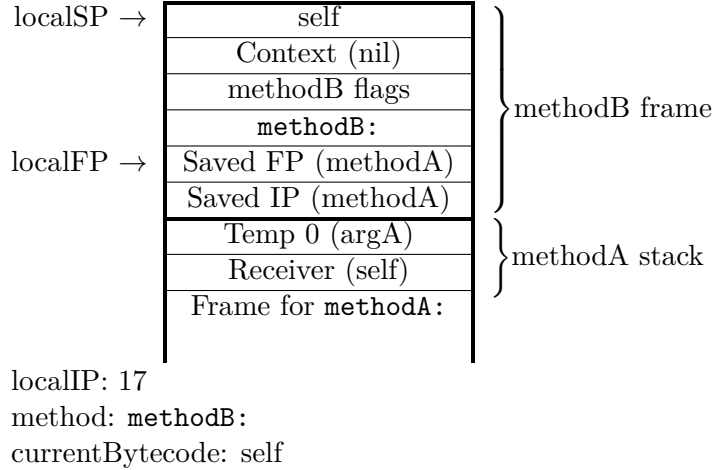 localSP → self
Context (nil)
methodB flags
methodB:
methodB frame
localFP → Saved FP (methodA)
Saved IP (methodA)
Temp 0 (argA)
Receiver (self)
methodA stack
Frame for methodA:
localIP: 17
method: methodB:
currentBytecode: self